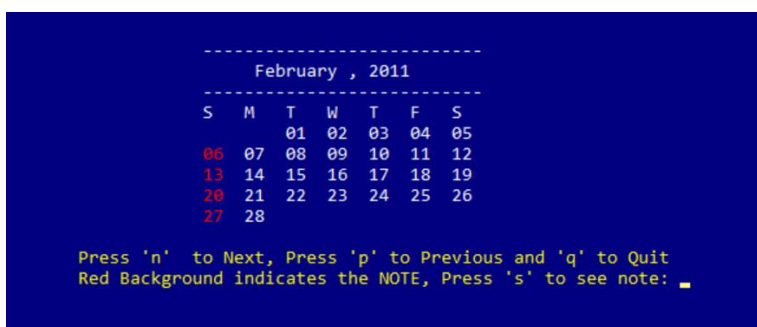 ----------------------------
February , 2011
----------------------------
S M T W T F S
01 02 03 04 05
06 07 08 09 10 11 12
13 14 15 16 17 18 19
20 21 22 23 24 25 26
27 28
Press 'n' to Next, Press 'p' to Previous and 'q' to Quit
Red Background indicates the NOTE, Press 's' to see note: